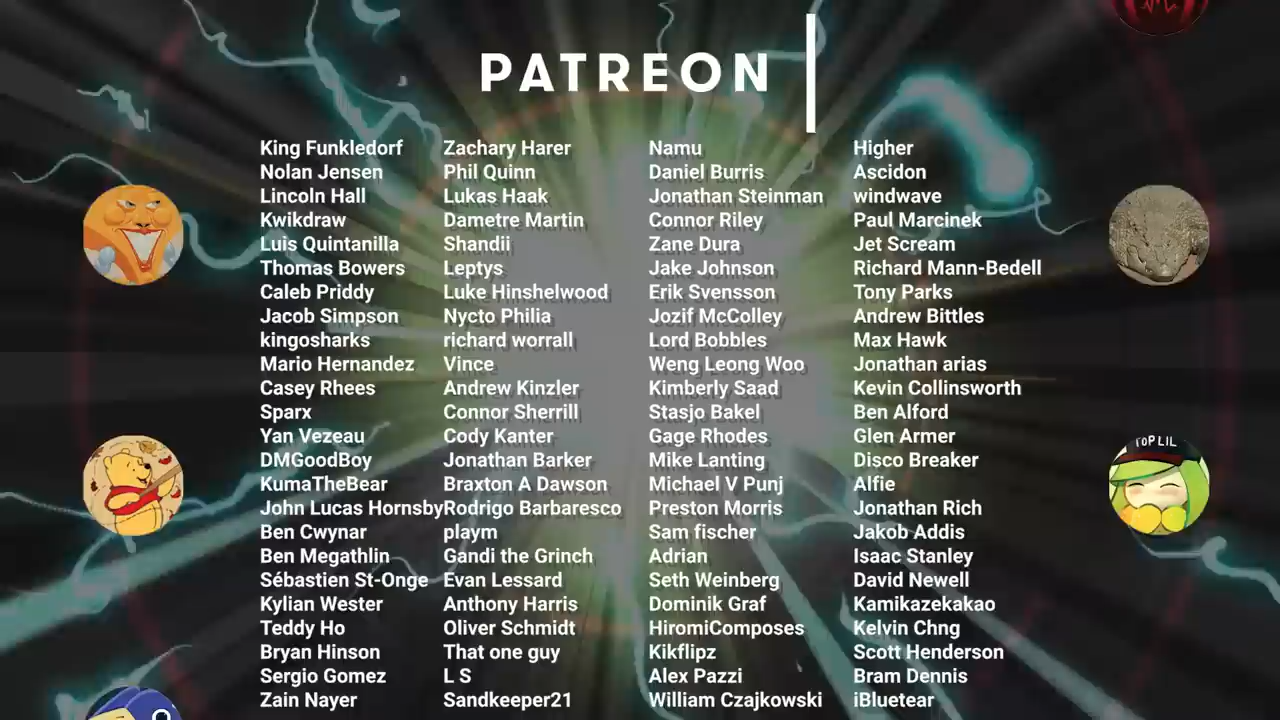 PATREON
King Funkledorf Zachary Harer Namu Higher
Nolan Jensen Phil Quinn Daniel Burris Ascidon
Lincoln Hall Lukas Haak Jonathan Steinman windwave
Kwikdraw Dametre Martin Connor Riley Paul Marcinek
Luis Quintanilla Shandii Zane Dura Jet Scream
Thomas Bowers Leptys Jake Johnson Richard Mann-Bedell
Caleb Priddy Luke Hinshelwood Erik Svensson Tony Parks
Jacob Simpson Nycto Philia Jozif McColley Andrew Bittles
kingosharks richard worrall Lord Bobbles Max Hawk
Mario Hernandez Vince Weng Leong Woo Jonathan arias
Casey Rhees Andrew Kinzler Kimberly Saad Kevin Collinsworth
Sparx Connor Sherrill Stasjo Bakel Ben Alford
Yan Vezeau Cody Kanter Gage Rhodes Glen Armer
DMGoodBoy Jonathan Barker Mike Lanting Disco Breaker
KumaTheBear Braxton A Dawson Michael V Punj Alfie
John Lucas Hornsby Rodrigo Barbaresco Preston Morris Jonathan Rich
Ben Cwynar playm Sam fischer Jakob Addis
Ben Megathlin Gandi the Grinch Adrian Isaac Stanley
Sébastien St-Onge Evan Lessard Seth Weinberg David Newell
Kylian Wester Anthony Harris Dominik Graf Kamikazekakao
Teddy Ho Oliver Schmidt HiromiComposes Kelvin Chng
Bryan Hinson That one guy Kikflipz Scott Henderson
Sergio Gomez L S Alex Pazzi Bram Dennis
Zain Nayer Sandkeeper21 William Czajkowski iBluetear
TOP LIL